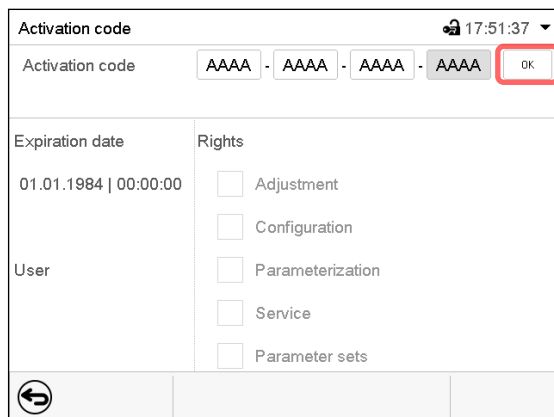 Activation code 17:51:37
Activation code AAAA - AAAA - AAAA - AAAA OK
Expiration date Rights
01.01.1984 | 00:00:00 Adjustment
Configuration
User Parameterization
Service
Parameter sets